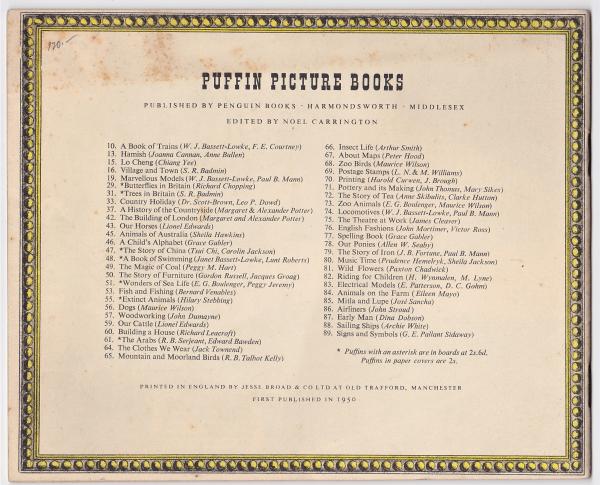 170.-
PUFFIN PICTURE BOOKS
PUBLISHED BY PENGUIN BOOKS · HARMONDSWORTH · MIDDLESEX
EDITED BY NOEL CARRINGTON
10. A Book of Trains (W. J. Bassett-Lowke, F. E. Courtney)
13. Hamish (Joanna Cannan, Anne Bullen)
15. Lo Cheng (Chiang Yee)
16. Village and Town (S. R. Badmin)
19. Marvellous Models (W. J. Bassett-Lowke, Paul B. Mann)
29. *Butterflies in Britain (Richard Chopping)
31. *Trees in Britain (S. R. Badmin)
33. Country Holiday (Dr. Scott-Brown, Leo P. Dowd)
37. A History of the Countryside (Margaret & Alexander Potter)
42. The Building of London (Margaret and Alexander Potter)
43. Our Horses (Lionel Edwards)
45. Animals of Australia (Sheila Hawkins)
46. A Child's Alphabet (Grace Gabler)
47. *The Story of China (Tsui Chi, Carolin Jackson)
48. *A Book of Swimming (Janet Bassett-Lowke, Lunt Roberts)
49. The Magic of Coal (Peggy M. Hart)
50. The Story of Furniture (Gordon Russell, Jacques Groag)
51. *Wonders of Sea Life (E. G. Boulenger, Peggy Jeremy)
53. Fish and Fishing (Bernard Venables)
55. *Extinct Animals (Hilary Stebbing)
56. Dogs (Maurice Wilson)
57. Woodworking (John Dumayne)
59. Our Cattle (Lionel Edwards)
60. Building a House (Richard Leacroft)
61. *The Arabs (R. B. Serjeant, Edward Bawden)
64. The Clothes We Wear (Jack Townend)
65. Mountain and Moorland Birds (R. B. Talbot Kelly)
66. Insect Life (Arthur Smith)
67. About Maps (Peter Hood)
68. Zoo Birds (Maurice Wilson)
69. Postage Stamps (L. N. & M. Williams)
70. Printing (Harold Curwen, J. Brough)
71. Pottery and its Making (John Thomas, Mary Sikes)
72. The Story of Tea (Anne Skibulits, Clarke Hutton)
73. Zoo Animals (E. G. Boulenger, Maurice Wilson)
74. Locomotives (W. J. Bassett-Lowke, Paul B. Mann)
75. The Theatre at Work (James Cleaver)
76. English Fashions (John Mortimer, Victor Ross)
77. Spelling Book (Grace Gabler)
78. Our Ponies (Allen W. Seaby)
79. The Story of Iron (J. B. Fortune, Paul B. Mann)
80. Music Time (Prudence Hemelryk, Sheila Jackson)
81. Wild Flowers (Paxton Chadwick)
82. Riding for Children (H. Wynmalen, M. Lyne)
83. Electrical Models (E. Patterson, D. C. Gohm)
84. Animals on the Farm (Eileen Mayo)
85. Mitla and Lupe (José Sancha)
86. Airliners (John Stroud)
87. Early Man (Dina Dobson)
88. Sailing Ships (Archie White)
89. Signs and Symbols (G. E. Pallant Sidaway)
* Puffins with an asterisk are in boards at 2s.6d.
Puffins in paper covers are 2s.
PRINTED IN ENGLAND BY JESSE BROAD & CO LTD AT OLD TRAFFORD, MANCHESTER
FIRST PUBLISHED IN 1950